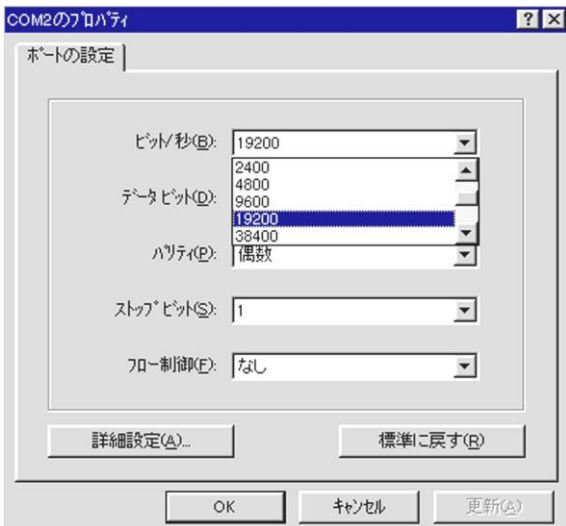 COM2のﾌﾟﾛﾊﾟﾃｨ
ﾎﾟｰﾄの設定
ﾋﾞｯﾄ/秒(B): 19200
2400
4800
9600
19200
38400
ﾃﾞｰﾀ ﾋﾞｯﾄ(D):
ﾊﾟﾘﾃｨ(P): 偶数
ｽﾄｯﾌﾟ ﾋﾞｯﾄ(S): 1
ﾌﾛｰ制御(F): なし
詳細設定(A)... 標準に戻す(R)
OK ｷｬﾝｾﾙ 更新(A)